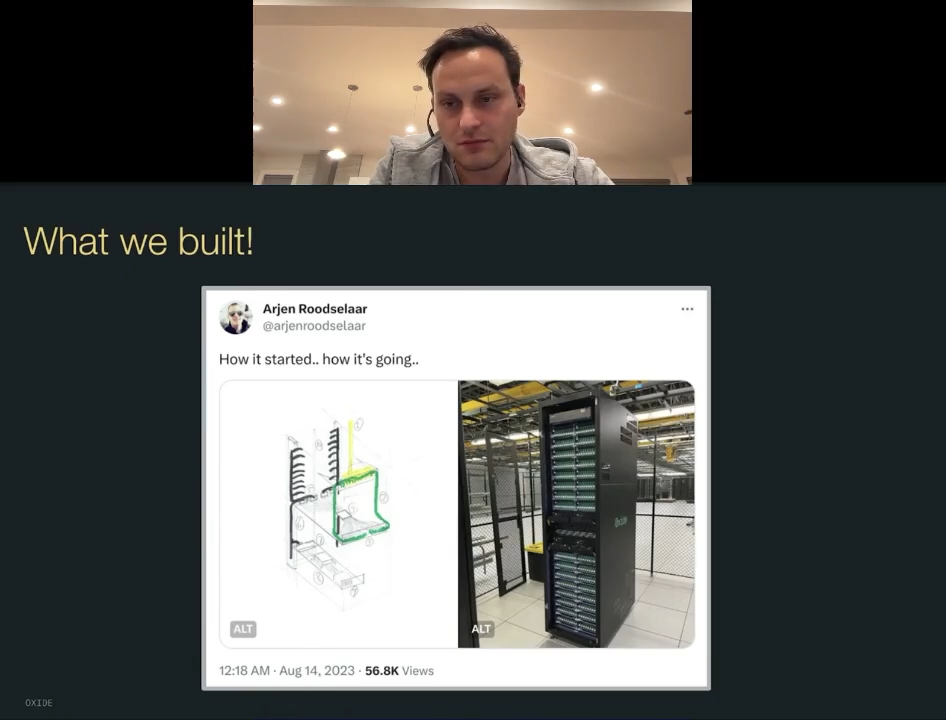 What we built!
Arjen Roodselaar
@arjenroodselaar
How it started.. how it's going..
ALT
ALT
12:18 AM · Aug 14, 2023 · 56.8K Views
OXIDE